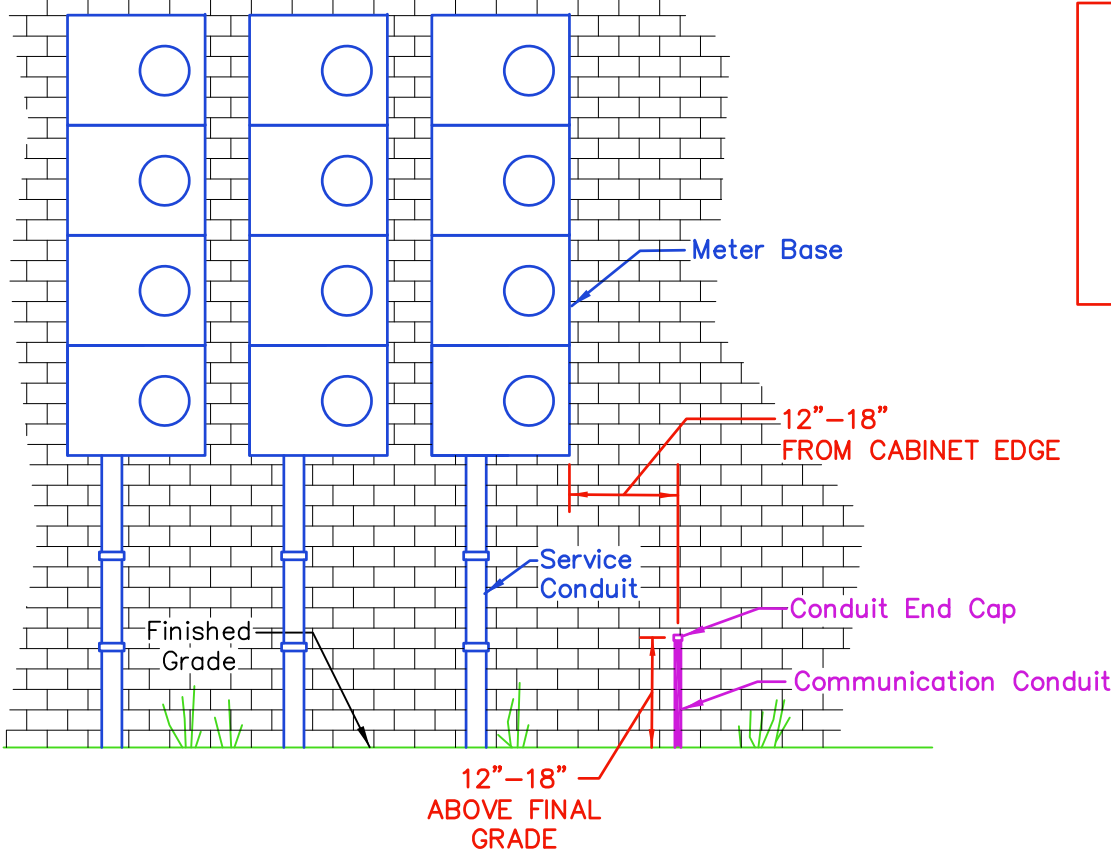 Meter Base
12”–18”
FROM CABINET EDGE
Service
Conduit
Conduit End Cap
Finished
Grade
Communication Conduit
12”–18”
ABOVE FINAL
GRADE